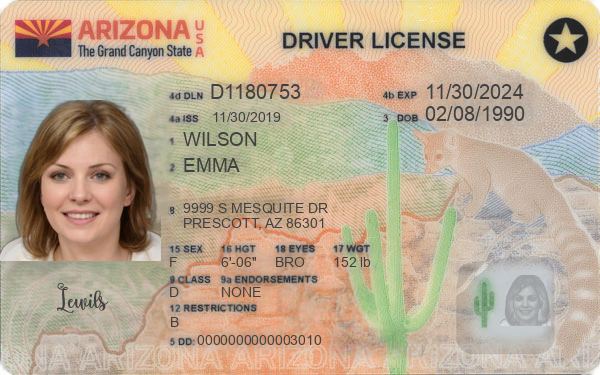 ARIZONA USA
The Grand Canyon State
DRIVER LICENSE
4d DLN D1180753
4b EXP 11/30/2024
4a ISS 11/30/2019
3 DOB 02/08/1990
1 WILSON
2 EMMA
8 9999 S MESQUITE DR
PRESCOTT, AZ 86301
15 SEX 16 HGT 18 EYES 17 WGT
F 6'-06" BRO 152 lb
9 CLASS 9a ENDORSEMENTS
D NONE
12 RESTRICTIONS
B
Lewils
5 DD: 0000000000003010
ARIZONA ARIZONA ARIZONA ARIZONA